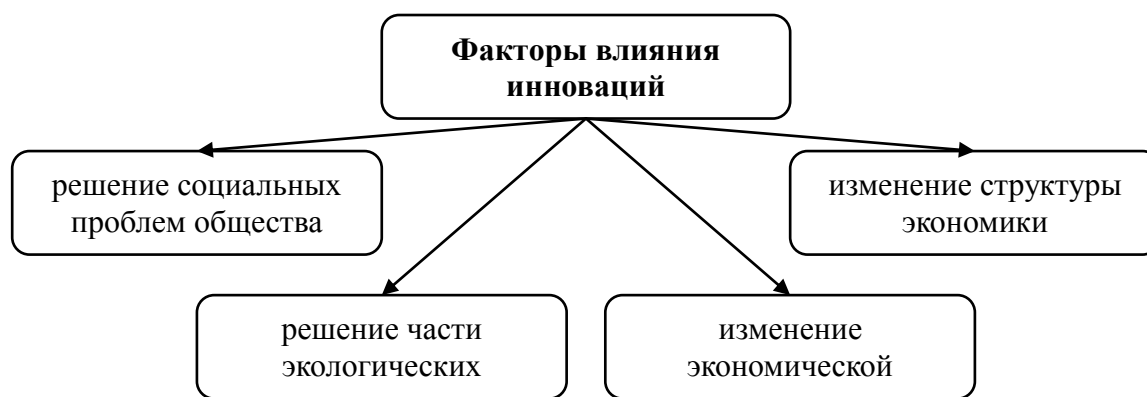 Факторы влияния
инноваций
решение социальных
проблем общества
изменение структуры
экономики
решение части
экологических
изменение
экономической